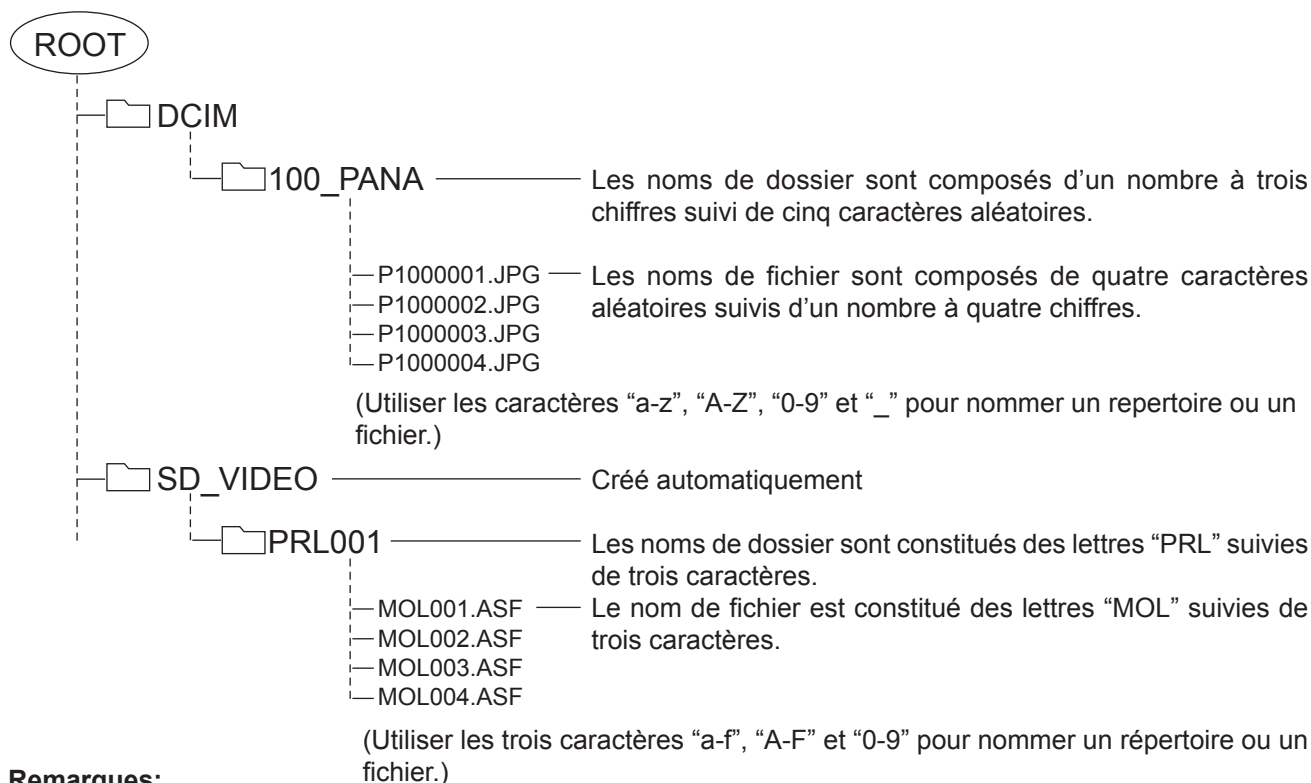 ROOT
DCIM
100_PANA
Les noms de dossier sont composés d’un nombre à trois
chiffres suivi de cinq caractères aléatoires.
P1000001.JPG
Les noms de fichier sont composés de quatre caractères
P1000002.JPG
aléatoires suivis d’un nombre à quatre chiffres.
P1000003.JPG
P1000004.JPG
(Utiliser les caractères “a-z”, “A-Z”, “0-9” et “_” pour nommer un repertoire ou un
fichier.)
SD_VIDEO
Créé automatiquement
PRL001
Les noms de dossier sont constitués des lettres “PRL” suivies
de trois caractères.
MOL001.ASF
Le nom de fichier est constitué des lettres “MOL” suivies de
MOL002.ASF
trois caractères.
MOL003.ASF
MOL004.ASF
(Utiliser les trois caractères “a-f”, “A-F” et “0-9” pour nommer un répertoire ou un
fichier.)
Remarques: